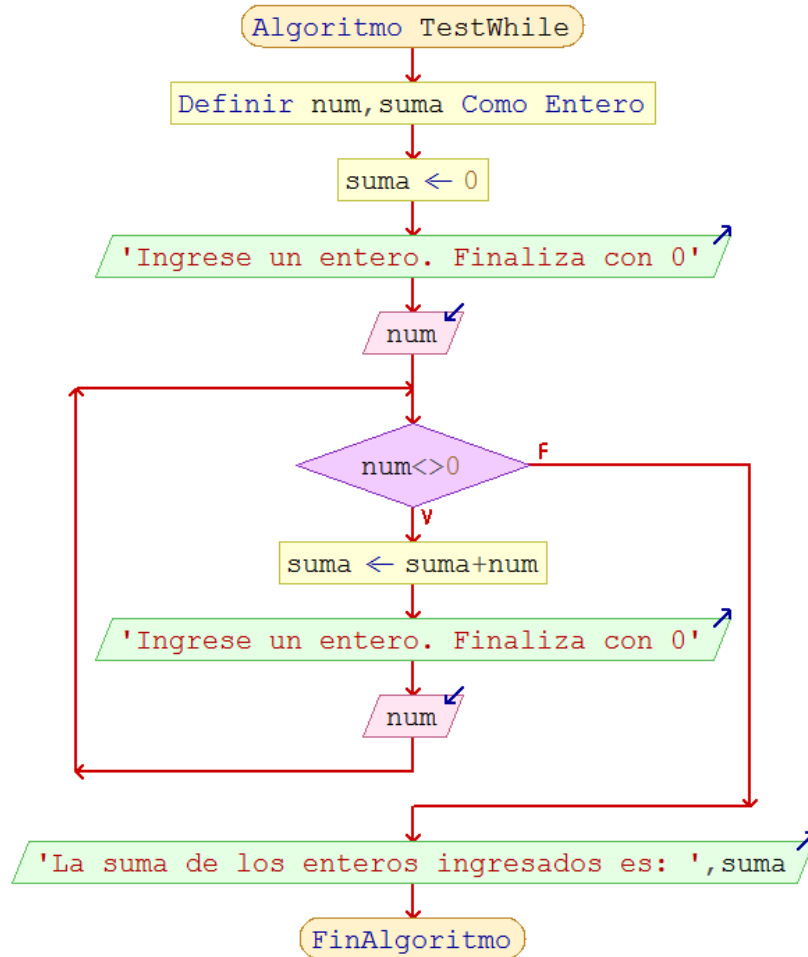 Algoritmo TestWhile
Definir num,suma Como Entero
suma ← 0
'Ingrese un entero. Finaliza con 0'
num
num<>0
F
V
suma ← suma+num
'Ingrese un entero. Finaliza con 0'
num
'La suma de los enteros ingresados es: ',suma
FinAlgoritmo